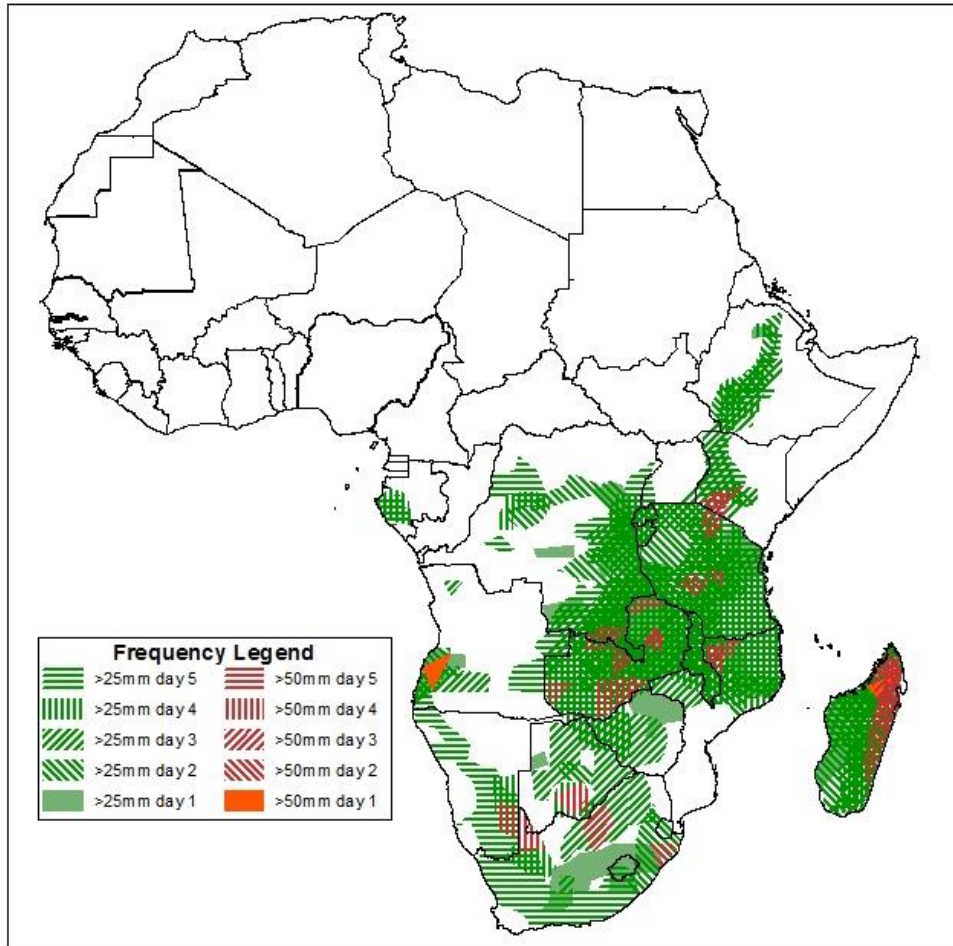 Frequency Legend
>25mm day 5 >50mm day 5
>25mm day 4 >50mm day 4
>25mm day 3 >50mm day 3
>25mm day 2 >50mm day 2
>25mm day 1 >50mm day 1